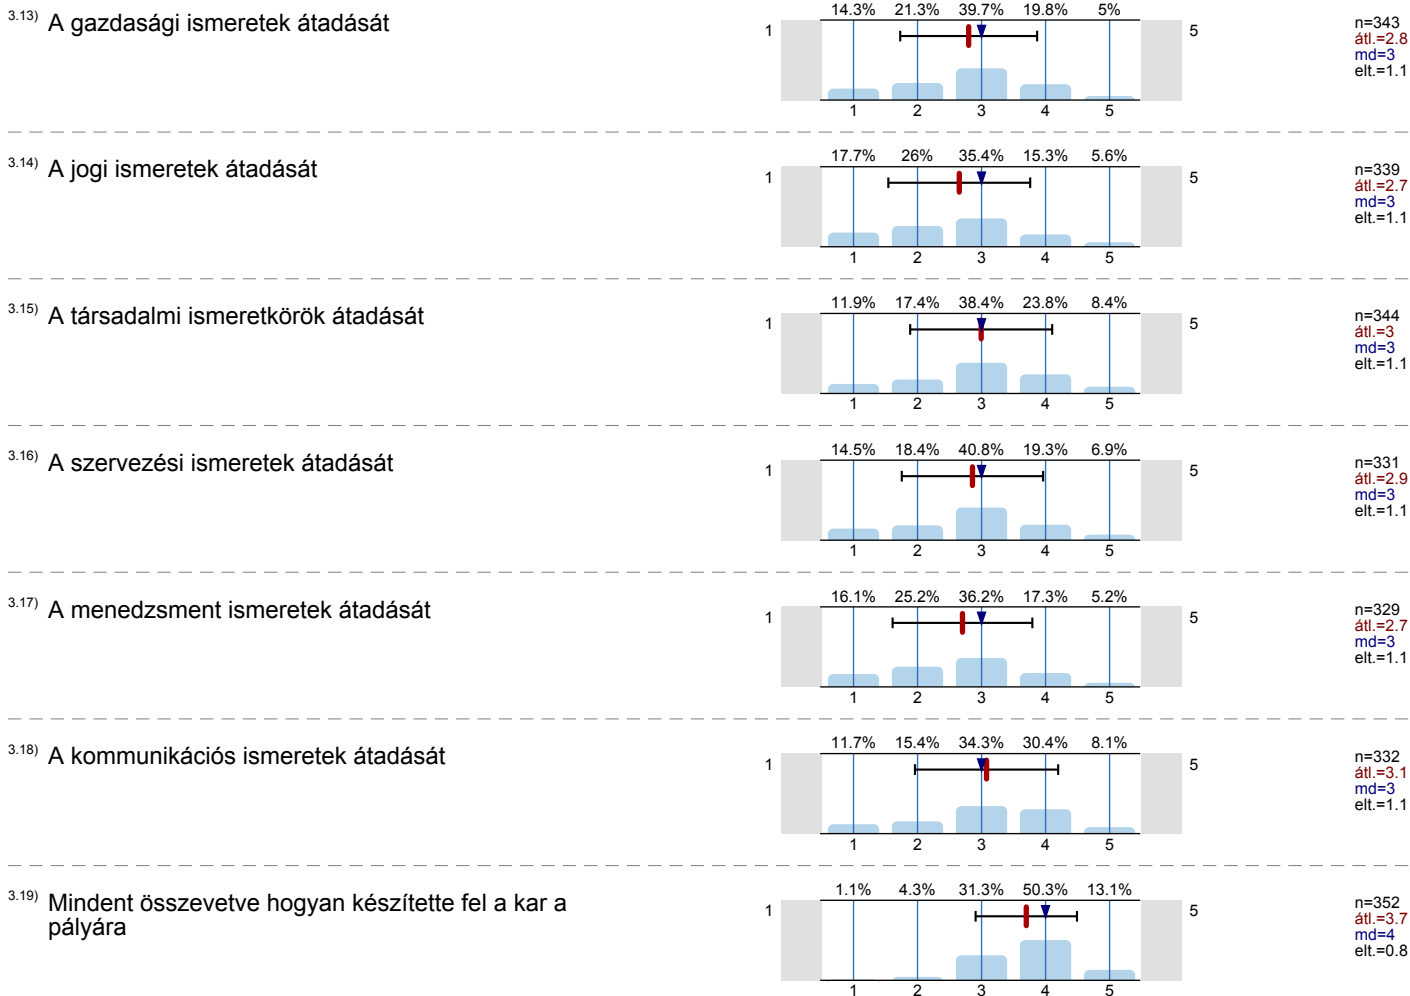 3.13) A gazdasági ismeretek átadását
14.3% 21.3% 39.7% 19.8% 5%
1 5
1 2 3 4 5
n=343
átl.=2.8
md=3
elt.=1.1
3.14) A jogi ismeretek átadását
17.7% 26% 35.4% 15.3% 5.6%
1 5
1 2 3 4 5
n=339
átl.=2.7
md=3
elt.=1.1
3.15) A társadalmi ismeretkörök átadását
11.9% 17.4% 38.4% 23.8% 8.4%
1 5
1 2 3 4 5
n=344
átl.=3
md=3
elt.=1.1
3.16) A szervezési ismeretek átadását
14.5% 18.4% 40.8% 19.3% 6.9%
1 5
1 2 3 4 5
n=331
átl.=2.9
md=3
elt.=1.1
3.17) A menedzsment ismeretek átadását
16.1% 25.2% 36.2% 17.3% 5.2%
1 5
1 2 3 4 5
n=329
átl.=2.7
md=3
elt.=1.1
3.18) A kommunikációs ismeretek átadását
11.7% 15.4% 34.3% 30.4% 8.1%
1 5
1 2 3 4 5
n=332
átl.=3.1
md=3
elt.=1.1
3.19) Mindent összevetve hogyan készítette fel a kar a
pályára
1.1% 4.3% 31.3% 50.3% 13.1%
1 5
1 2 3 4 5
n=352
átl.=3.7
md=4
elt.=0.8